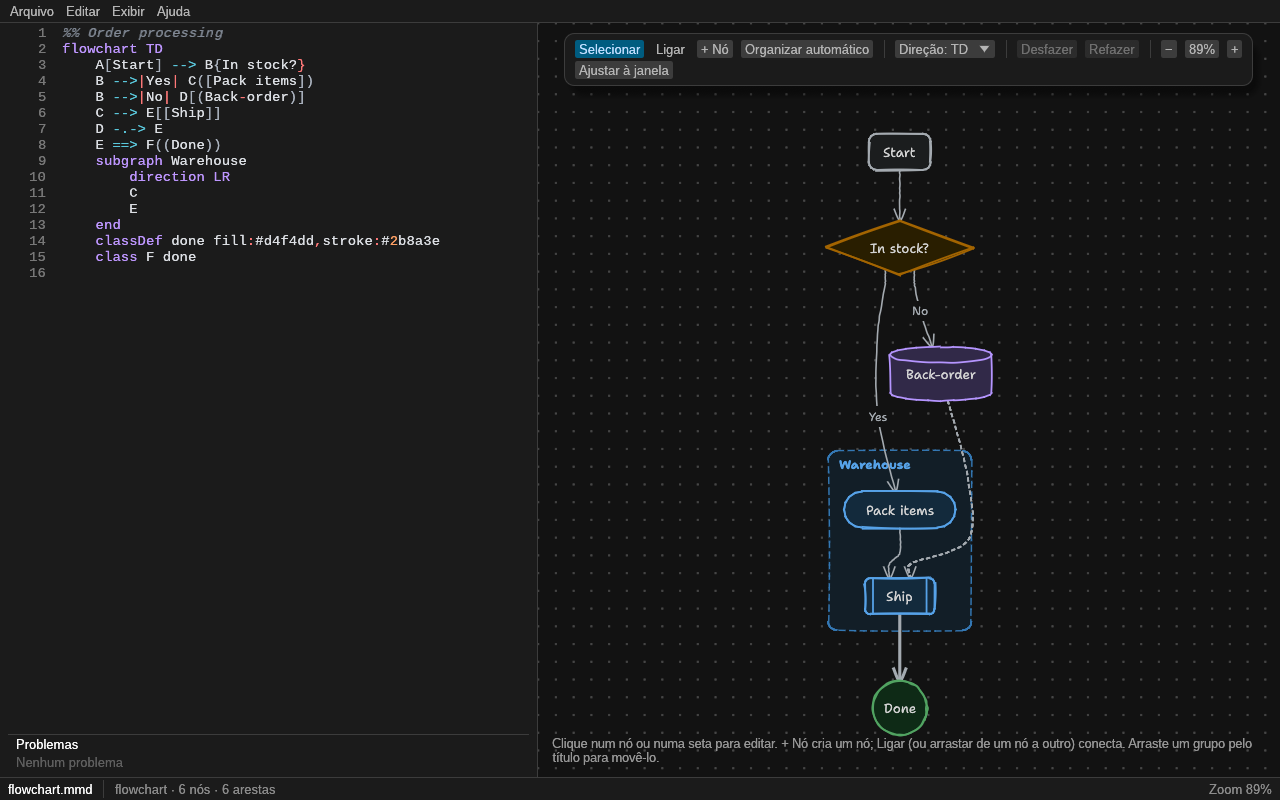 Arquivo Editar Exibir Ajuda
1 %% Order processing
2 flowchart TD
3 A[Start] --> B{In stock?}
4 B -->|Yes| C([Pack items])
5 B -->|No| D[(Back-order)]
6 C --> E[[Ship]]
7 D -.-> E
8 E ==> F((Done))
9 subgraph Warehouse
10 direction LR
11 C
12 E
13 end
14 classDef done fill:#d4f4dd,stroke:#2b8a3e
15 class F done
16
Problemas
Nenhum problema
Selecionar Ligar + Nó Organizar automático Direção: TD Desfazer Refazer − 89% +
Ajustar à janela
Start
In stock?
No
Back-order
Yes
Warehouse
Pack items
Ship
Done
Clique num nó ou numa seta para editar. + Nó cria um nó; Ligar (ou arrastar de um nó a outro) conecta. Arraste um grupo pelo
título para movê-lo.
flowchart.mmd flowchart · 6 nós · 6 arestas Zoom 89%